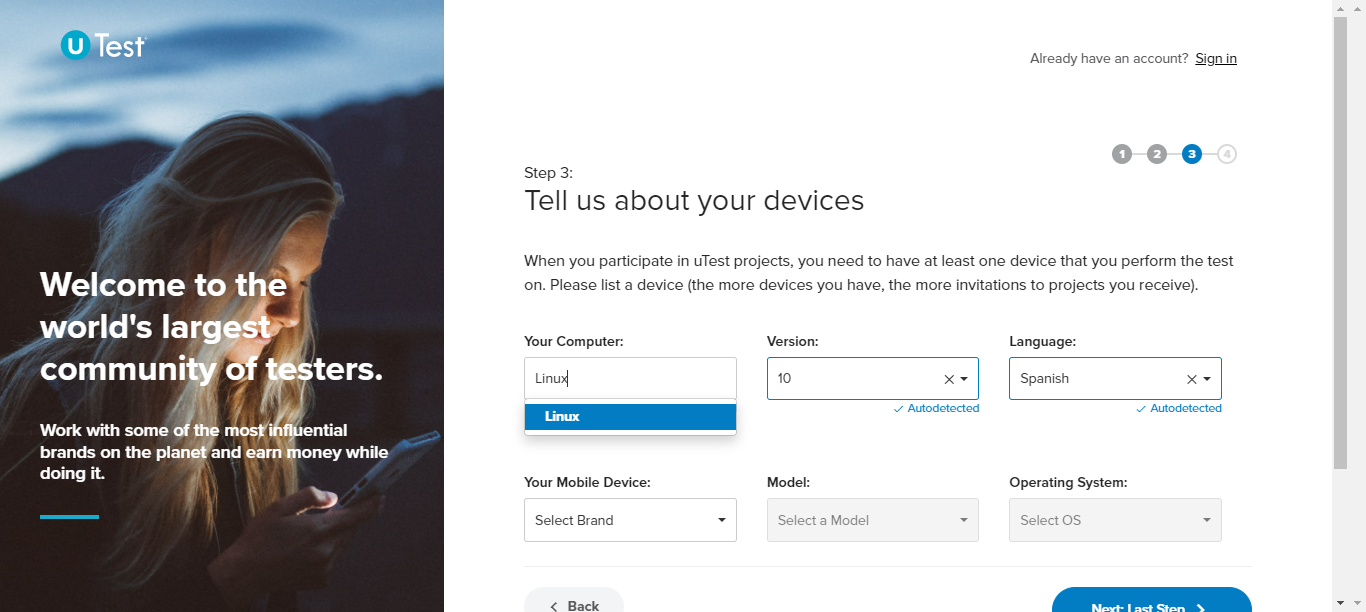 uTest
Already have an account? Sign in
1 2 3 4
Step 3:
Tell us about your devices
Welcome to the
world's largest
community of testers.
Work with some of the most influential
brands on the planet and earn money while
doing it.
When you participate in uTest projects, you need to have at least one device that you perform the test
on. Please list a device (the more devices you have, the more invitations to projects you receive).
Your Computer: Version: Language:
Linux 10 Spanish
Linux Autodetected Autodetected
Your Mobile Device: Model: Operating System:
Select Brand Select a Model Select OS
Back Next: Last Step